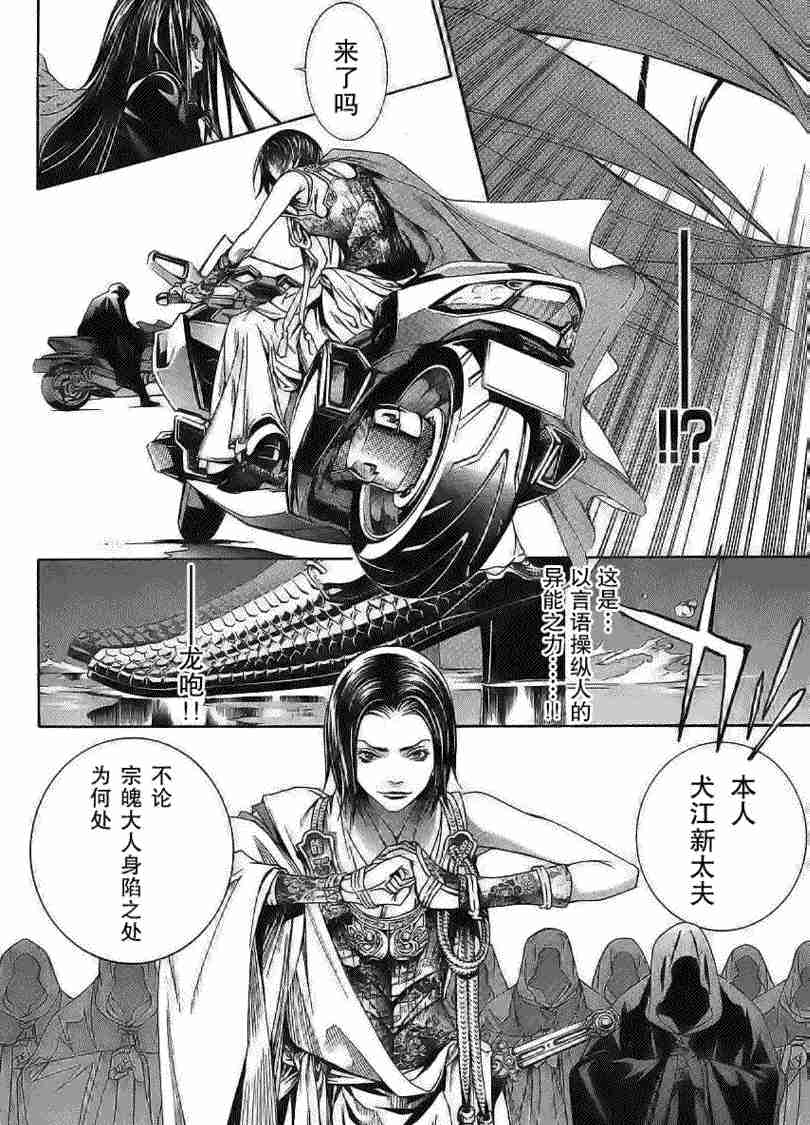 来了吗
——!!?
这是…
以言语操纵人的
异能之力……!!
——龙咆!!
本人
犬江新太夫
不论
宗魄大人身陷之处
为何处